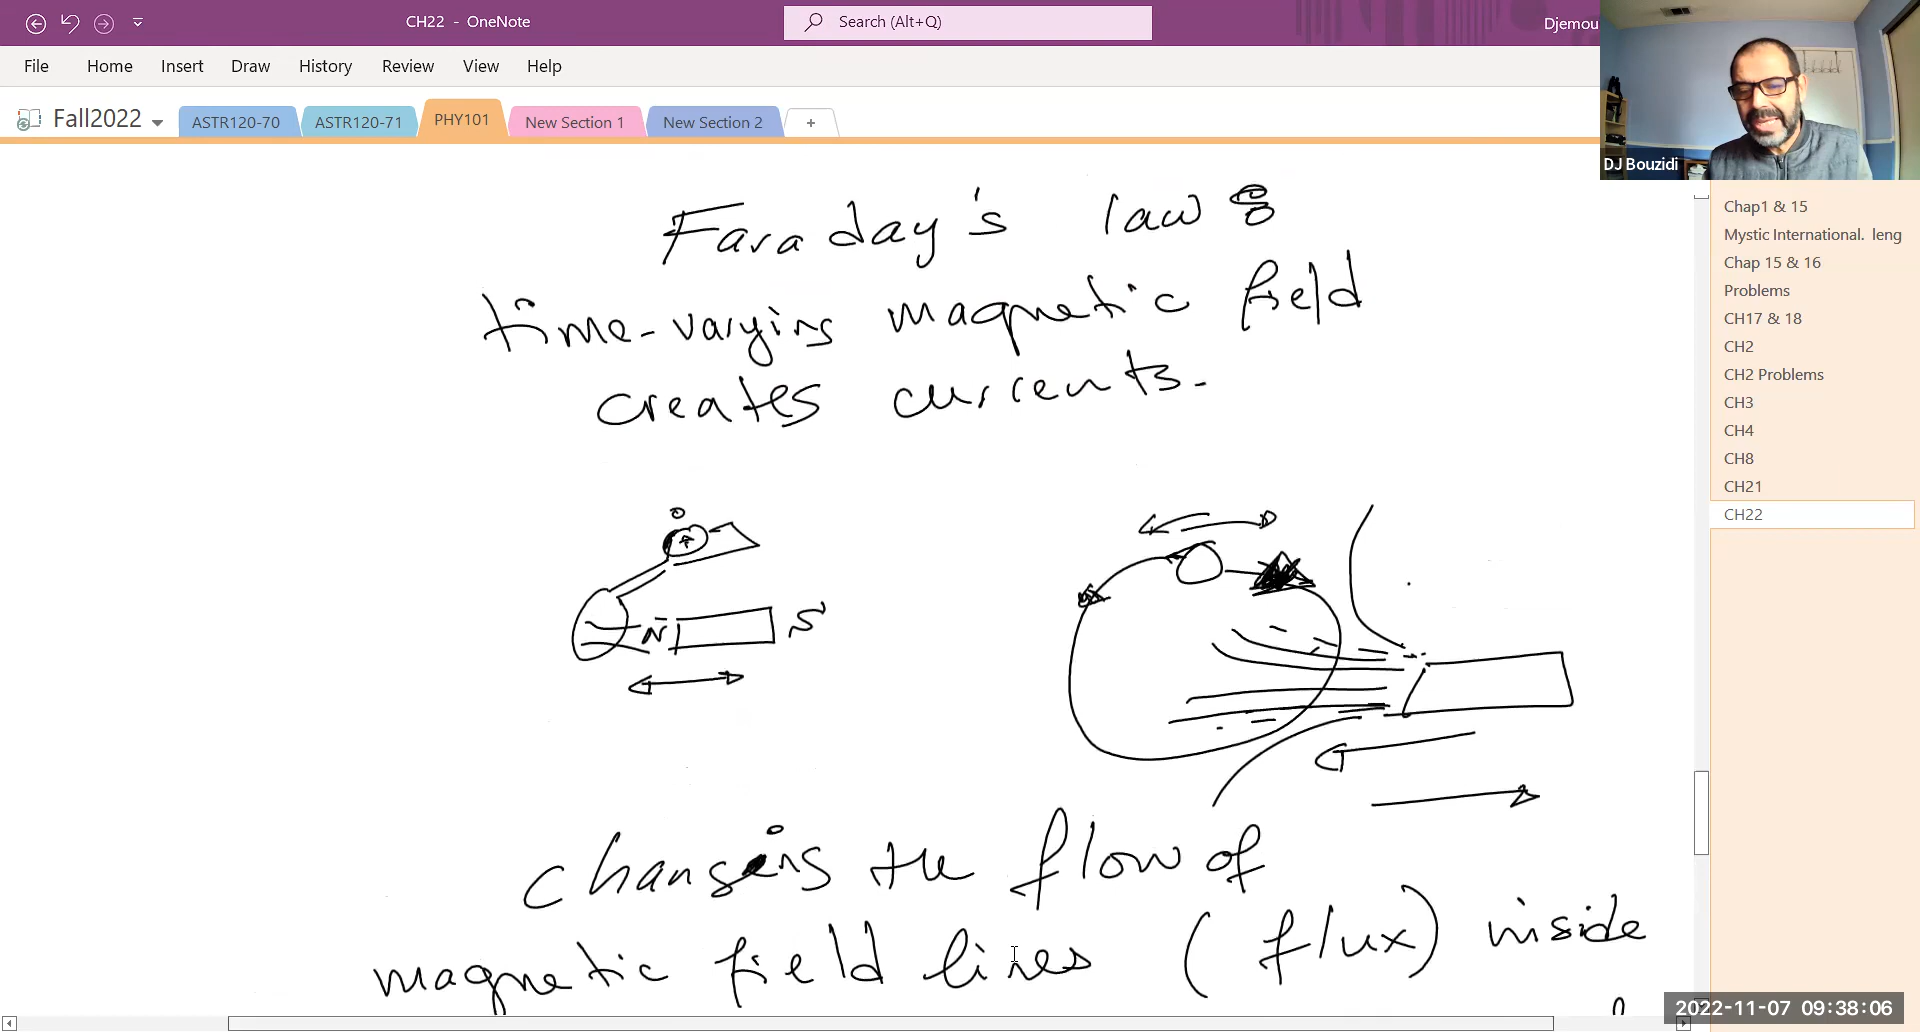 CH22 - OneNote
Search (Alt+Q)
Djemou
File Home Insert Draw History Review View Help
Fall2022 ASTR120-70 ASTR120-71 PHY101 New Section 1 New Section 2 +
DJ Bouzidi
Chap1 & 15
Mystic International. leng
Chap 15 & 16
Problems
CH17 & 18
CH2
CH2 Problems
CH3
CH4
CH8
CH21
CH22
Faraday's law :
time-varying magnetic field
creates currents.
N S
changing the flow of
magnetic field lines (flux) inside
2022-11-07 09:38:06